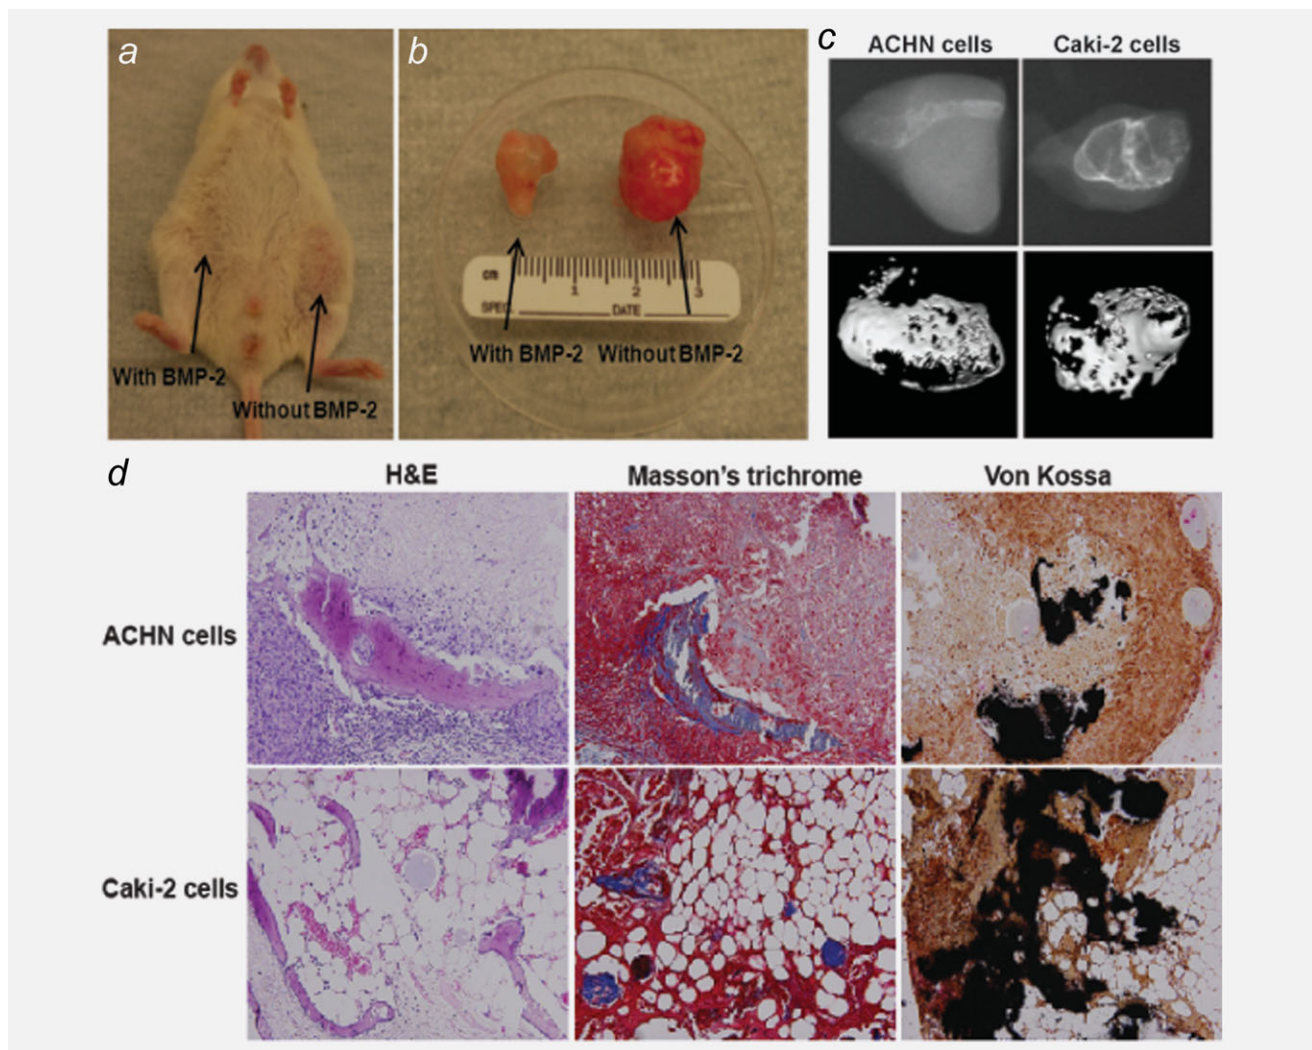 a
b
c
ACHN cells
Caki-2 cells
With BMP-2
Without BMP-2
cm
1
2
3
SPEC.
DATE
With BMP-2
Without BMP-2
d
H&E
Masson's trichrome
Von Kossa
ACHN cells
Caki-2 cells